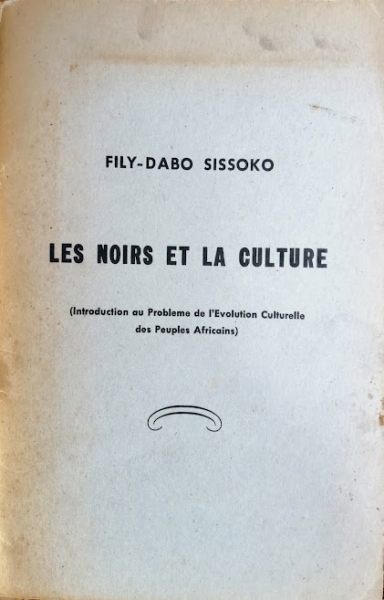 FILY-DABO SISSOKO
LES NOIRS ET LA CULTURE
(Introduction au Probleme de l'Evolution Culturelle
des Peuples Africains)